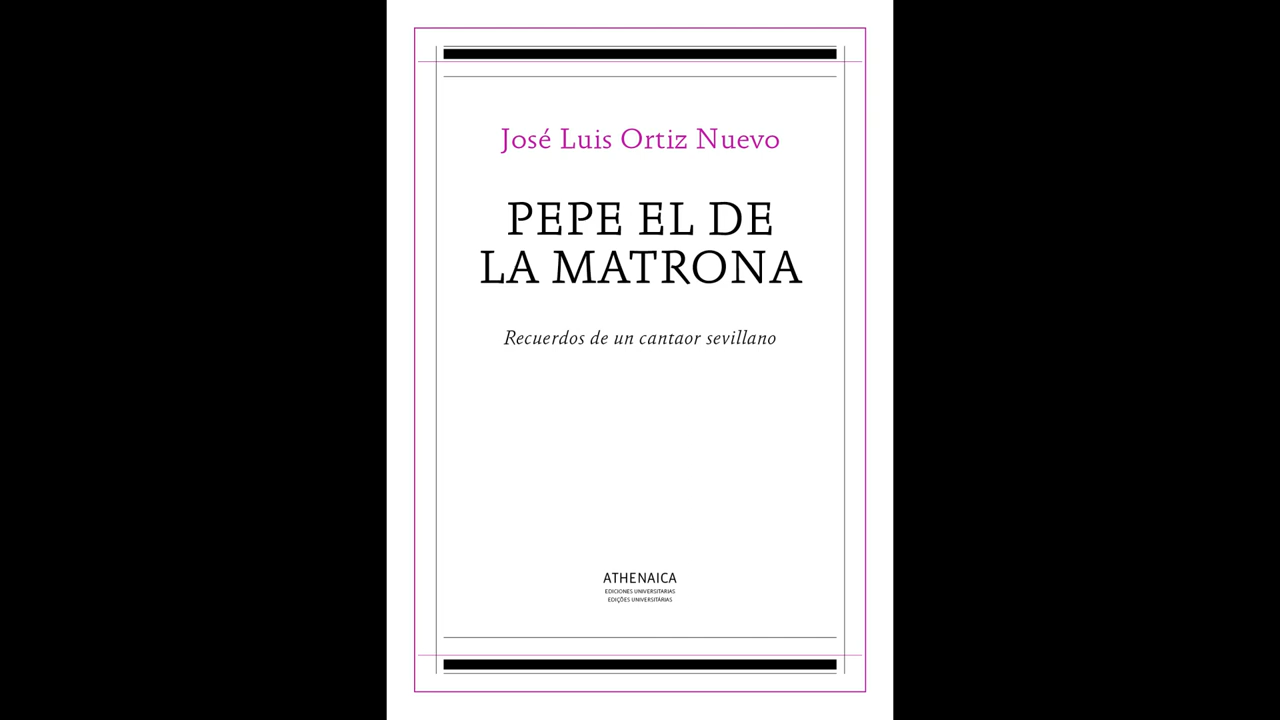 José Luis Ortiz Nuevo
PEPE EL DE
LA MATRONA
Recuerdos de un cantaor sevillano
ATHENAICA
EDICIONES UNIVERSITARIAS
EDIÇÕES UNIVERSITÁRIAS